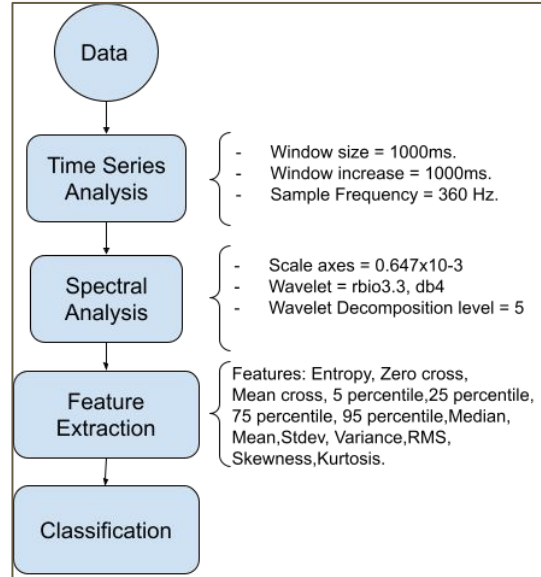 Data
Time Series
Analysis
- Window size = 1000ms.
- Window increase = 1000ms.
- Sample Frequency = 360 Hz.
Spectral
Analysis
- Scale axes = 0.647x10-3
- Wavelet = rbio3.3, db4
- Wavelet Decomposition level = 5
Feature
Extraction
Features: Entropy, Zero cross,
Mean cross, 5 percentile,25 percentile,
75 percentile, 95 percentile,Median,
Mean,Stdev, Variance,RMS,
Skewness,Kurtosis.
Classification